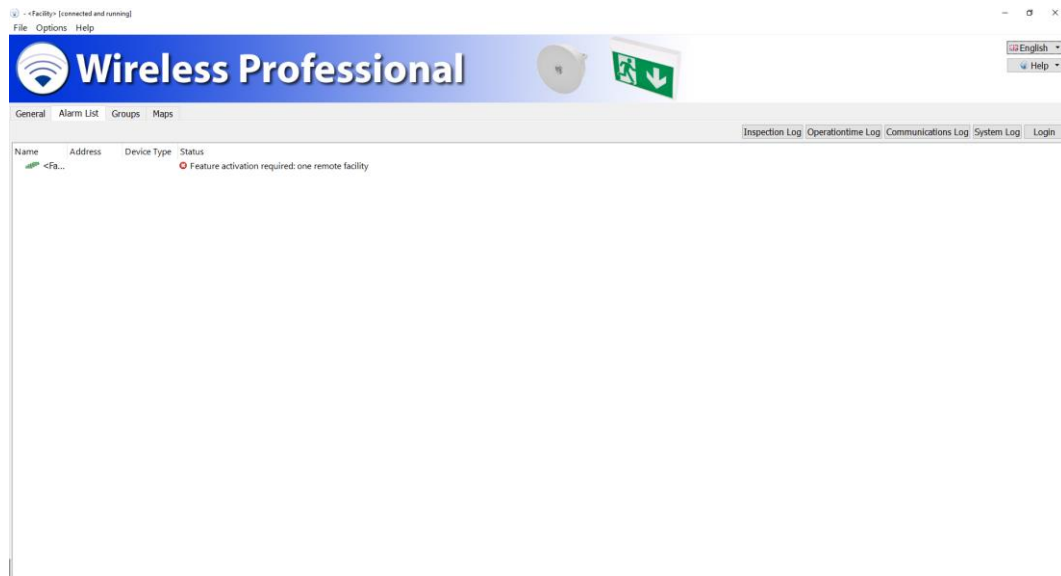 - <Facility> [connected and running]
File Options Help
Wireless Professional
English
Help
General Alarm List Groups Maps
Inspection Log Operationtime Log Communications Log System Log Login
Name Address Device Type Status
<Fa... Feature activation required: one remote facility